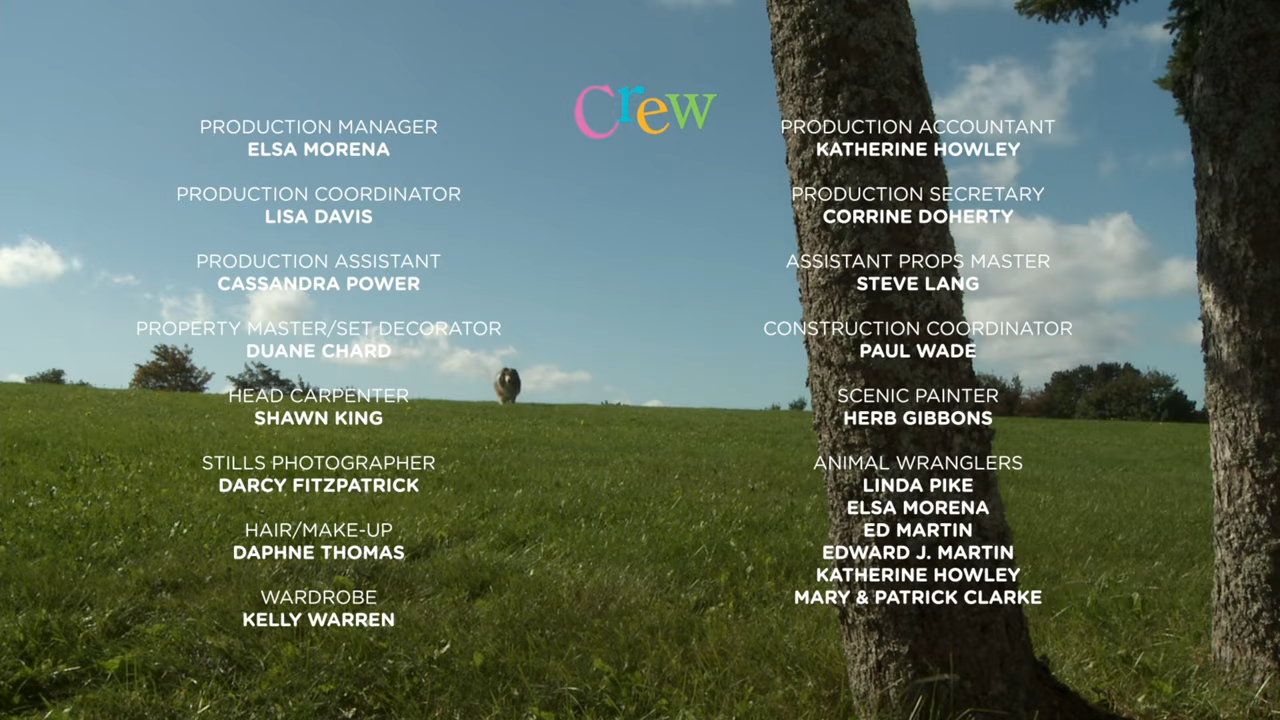 Crew
PRODUCTION MANAGER
ELSA MORENA
PRODUCTION COORDINATOR
LISA DAVIS
PRODUCTION ASSISTANT
CASSANDRA POWER
PROPERTY MASTER/SET DECORATOR
DUANE CHARD
HEAD CARPENTER
SHAWN KING
STILLS PHOTOGRAPHER
DARCY FITZPATRICK
HAIR/MAKE-UP
DAPHNE THOMAS
WARDROBE
KELLY WARREN
PRODUCTION ACCOUNTANT
KATHERINE HOWLEY
PRODUCTION SECRETARY
CORRINE DOHERTY
ASSISTANT PROPS MASTER
STEVE LANG
CONSTRUCTION COORDINATOR
PAUL WADE
SCENIC PAINTER
HERB GIBBONS
ANIMAL WRANGLERS
LINDA PIKE
ELSA MORENA
ED MARTIN
EDWARD J. MARTIN
KATHERINE HOWLEY
MARY & PATRICK CLARKE